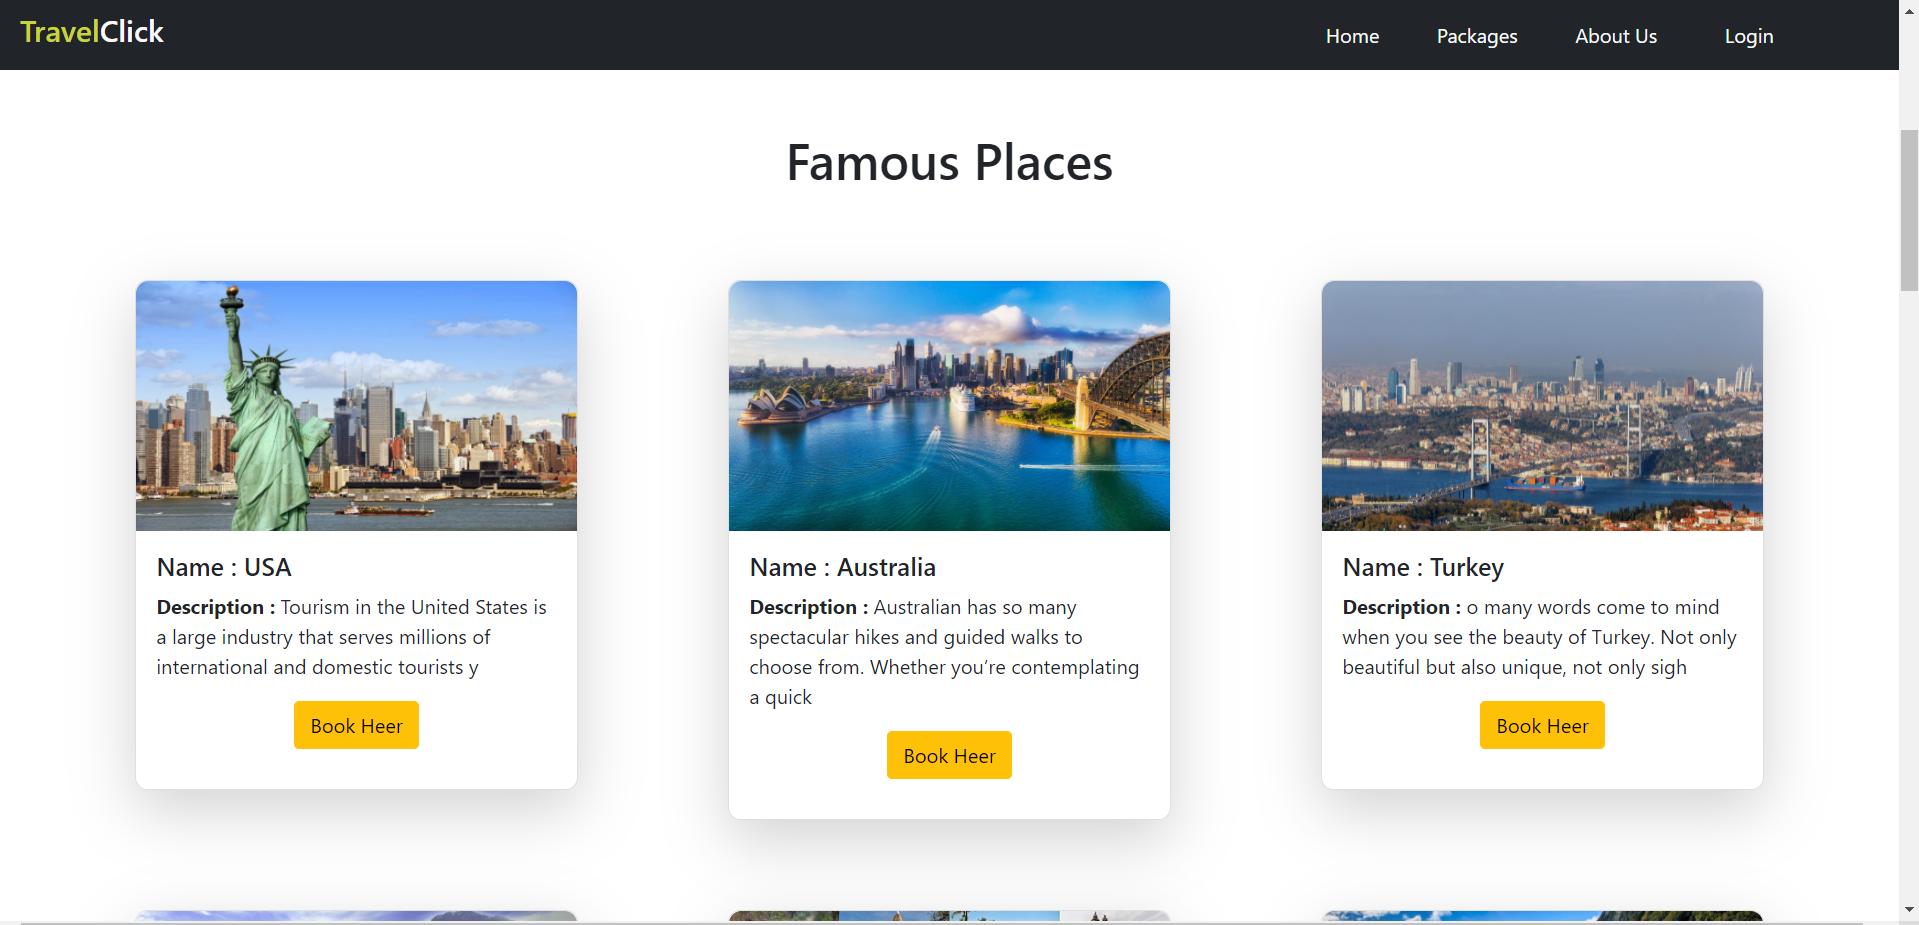 TravelClick
Home Packages About Us Login
Famous Places
Name : USA
Description : Tourism in the United States is
a large industry that serves millions of
international and domestic tourists y
Book Heer
Name : Australia
Description : Australian has so many
spectacular hikes and guided walks to
choose from. Whether you’re contemplating
a quick
Book Heer
Name : Turkey
Description : o many words come to mind
when you see the beauty of Turkey. Not only
beautiful but also unique, not only sigh
Book Heer